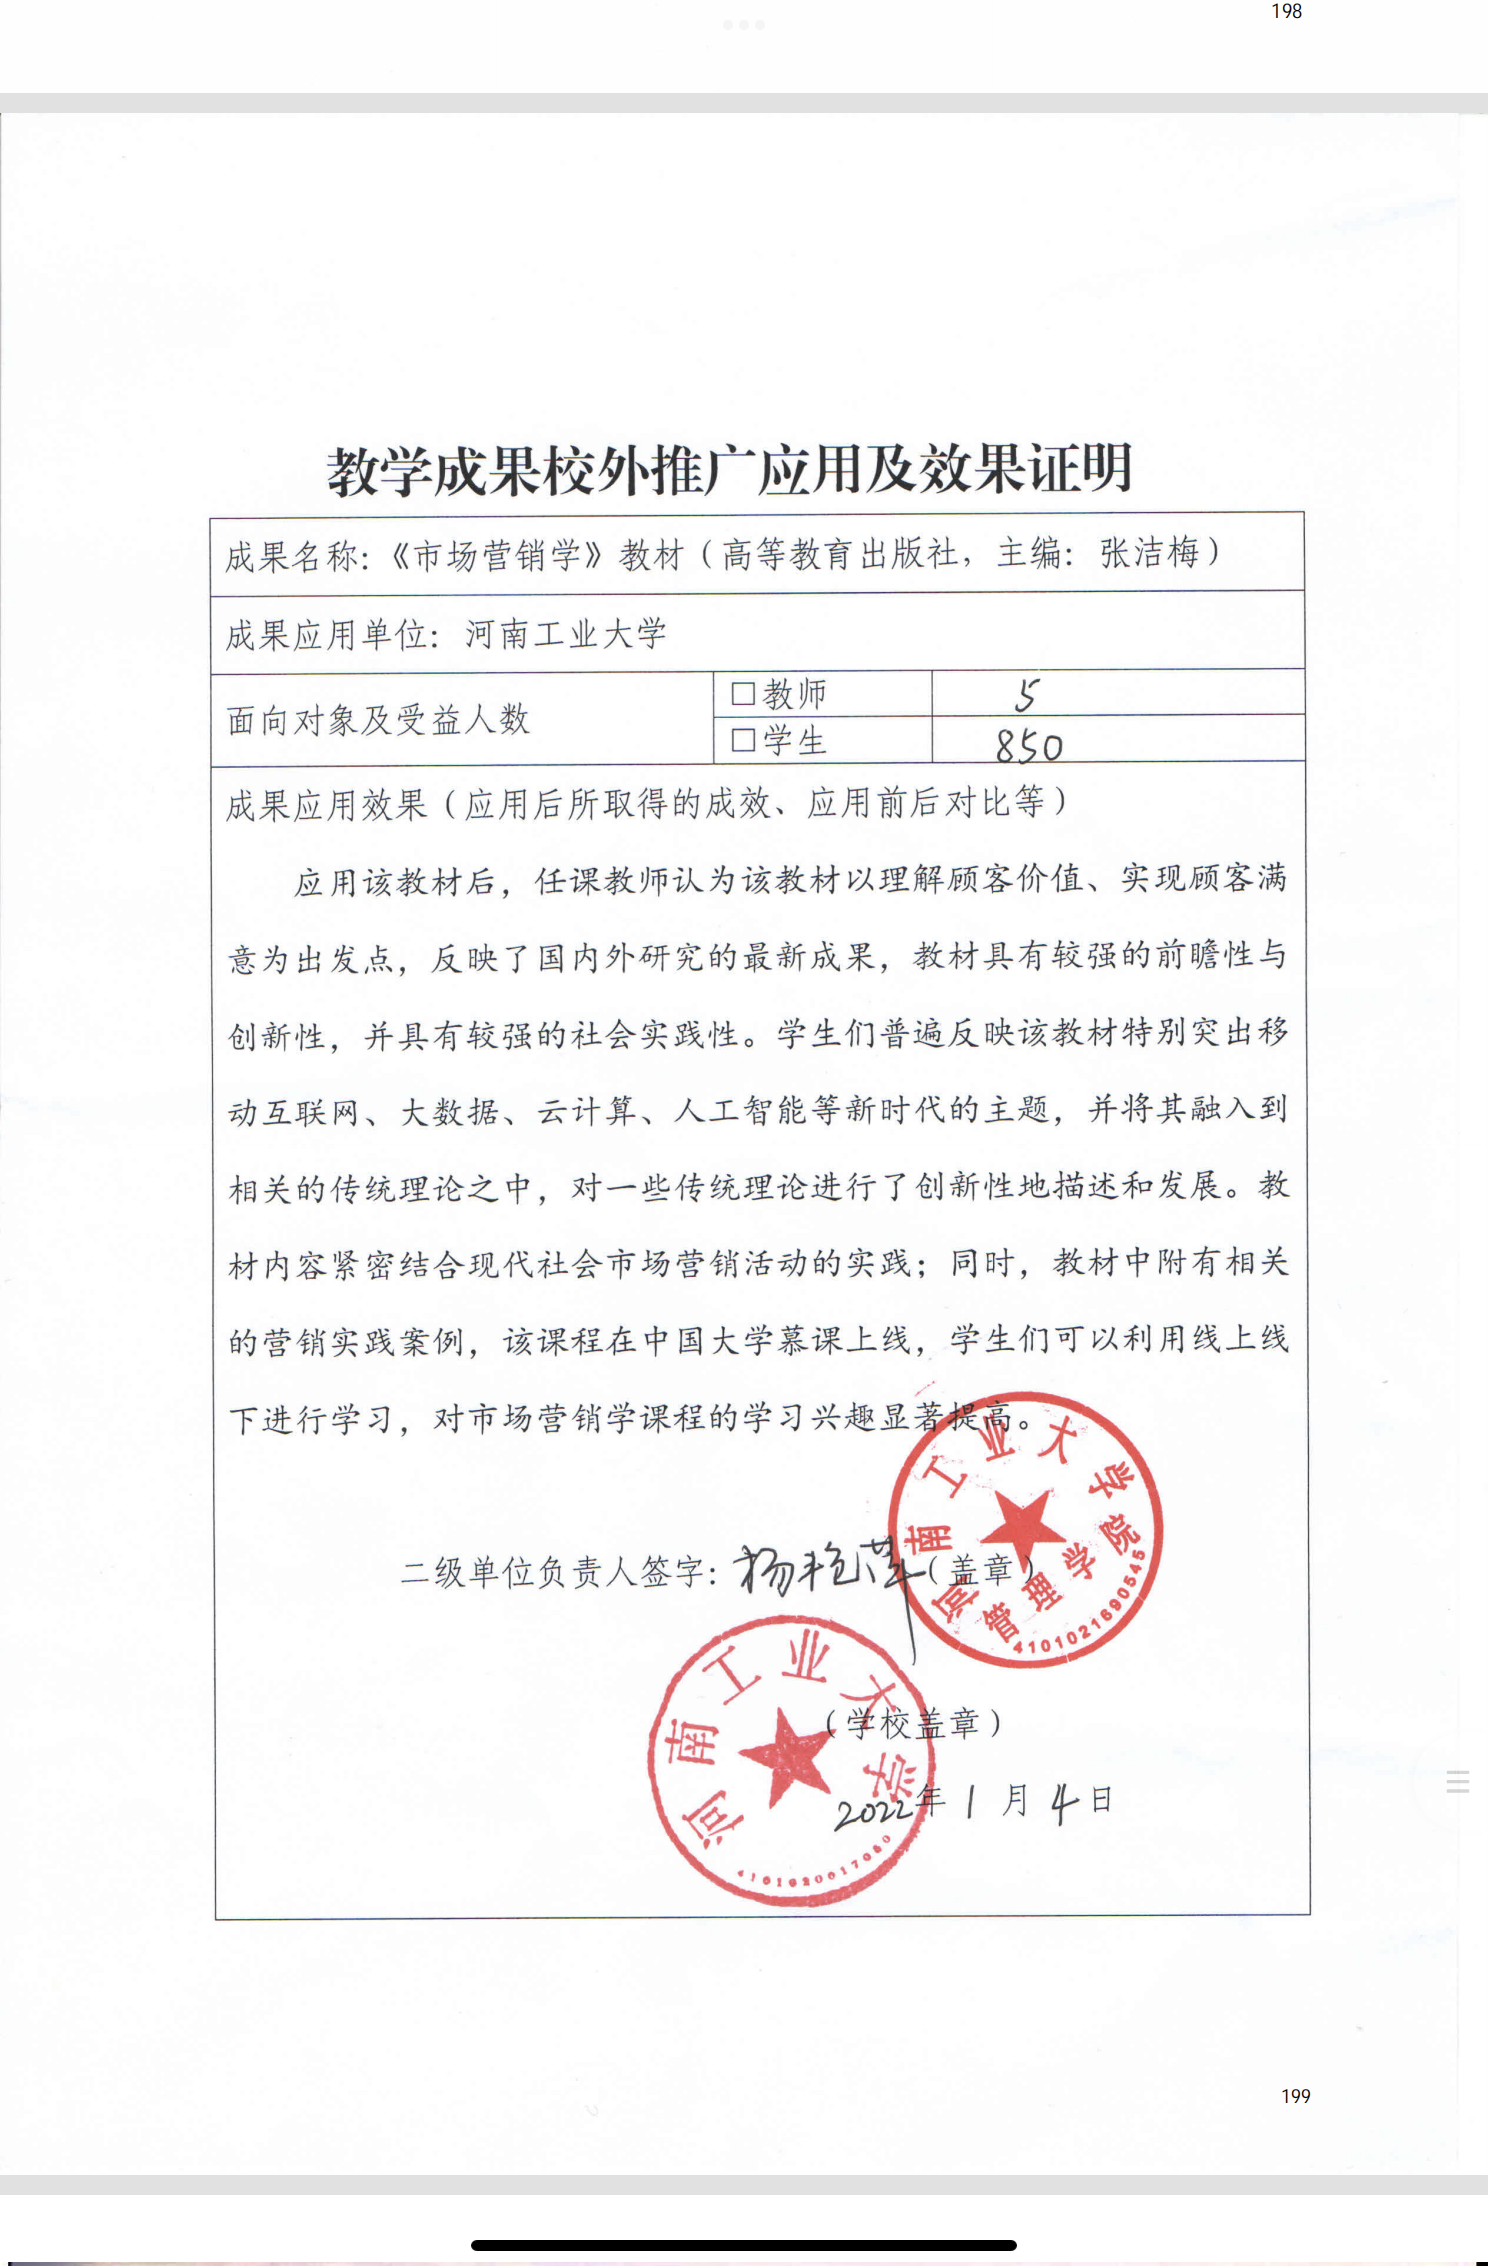 198
教学成果校外推广应用及效果证明
成果名称：《市场营销学》教材（高等教育出版社，主编：张洁梅）
成果应用单位：河南工业大学
面向对象及受益人数
□教师 5
□学生 850
成果应用效果（应用后所取得的成效、应用前后对比等）
应用该教材后，任课教师认为该教材以理解顾客价值、实现顾客满
意为出发点，反映了国内外研究的最新成果，教材具有较强的前瞻性与
创新性，并具有较强的社会实践性。学生们普遍反映该教材特别突出移
动互联网、大数据、云计算、人工智能等新时代的主题，并将其融入到
相关的传统理论之中，对一些传统理论进行了创新性地描述和发展。教
材内容紧密结合现代社会市场营销活动的实践；同时，教材中附有相关
的营销实践案例，该课程在中国大学慕课上线，学生们可以利用线上线
下进行学习，对市场营销学课程的学习兴趣显著提高。
河南工业大学
管理学院
4101021690545
二级单位负责人签字：杨艳萍（盖章）
河南工业大学
（学校盖章）
2022年1月4日
199